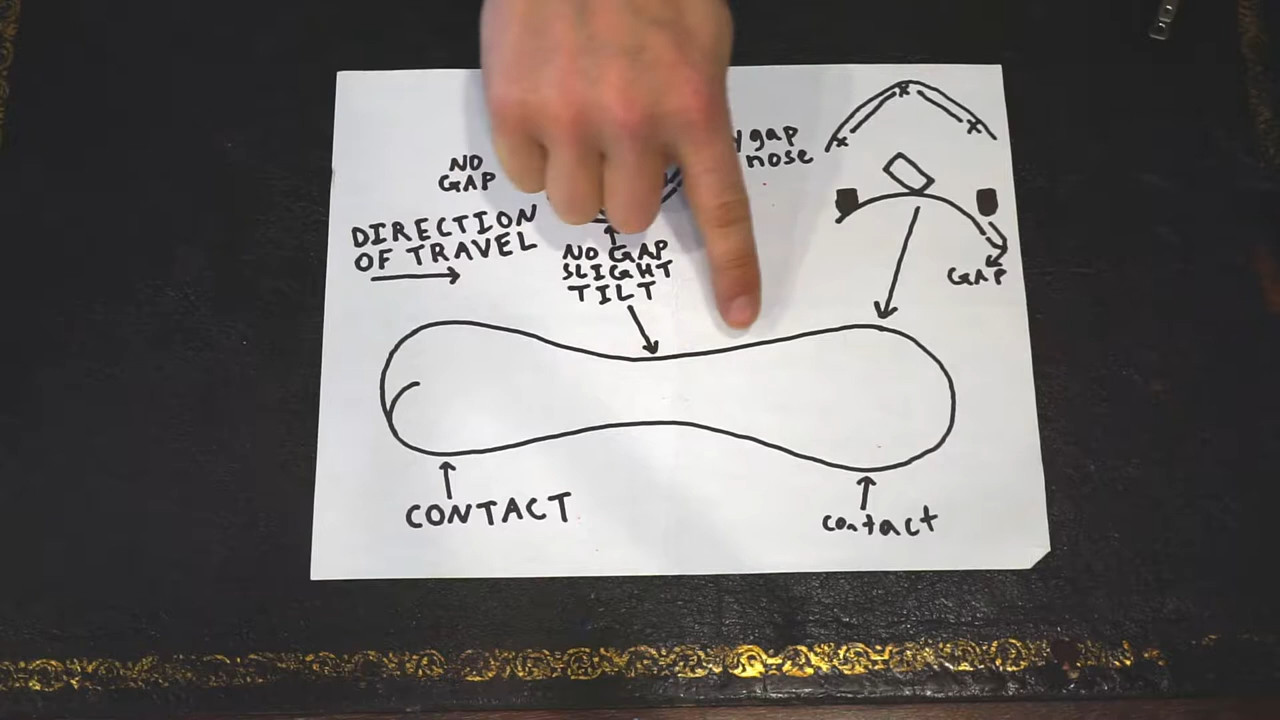 gap
nose
NO
GAP
DIRECTION
OF TRAVEL
NO GAP
SLIGHT
TILT
GAP
CONTACT
contact